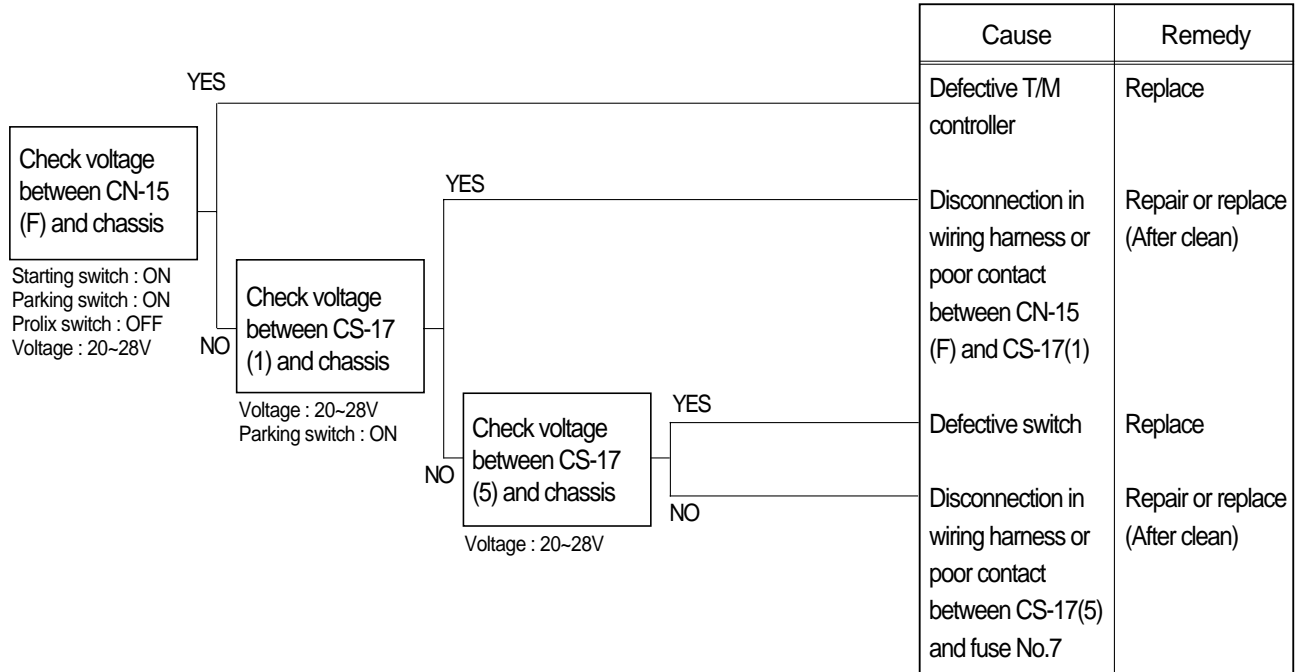 Cause Remedy
YES
Defective T/M Replace
controller
Check voltage
between CN-15
(F) and chassis
Starting switch : ON
Parking switch : ON
Prolix switch : OFF
Voltage : 20~28V
YES
Disconnection in Repair or replace
wiring harness or (After clean)
poor contact
between CN-15
(F) and CS-17(1)
NO
Check voltage
between CS-17
(1) and chassis
Voltage : 20~28V
Parking switch : ON
YES
Defective switch Replace
NO
Check voltage
between CS-17
(5) and chassis
Voltage : 20~28V
NO
Disconnection in Repair or replace
wiring harness or (After clean)
poor contact
between CS-17(5)
and fuse No.7